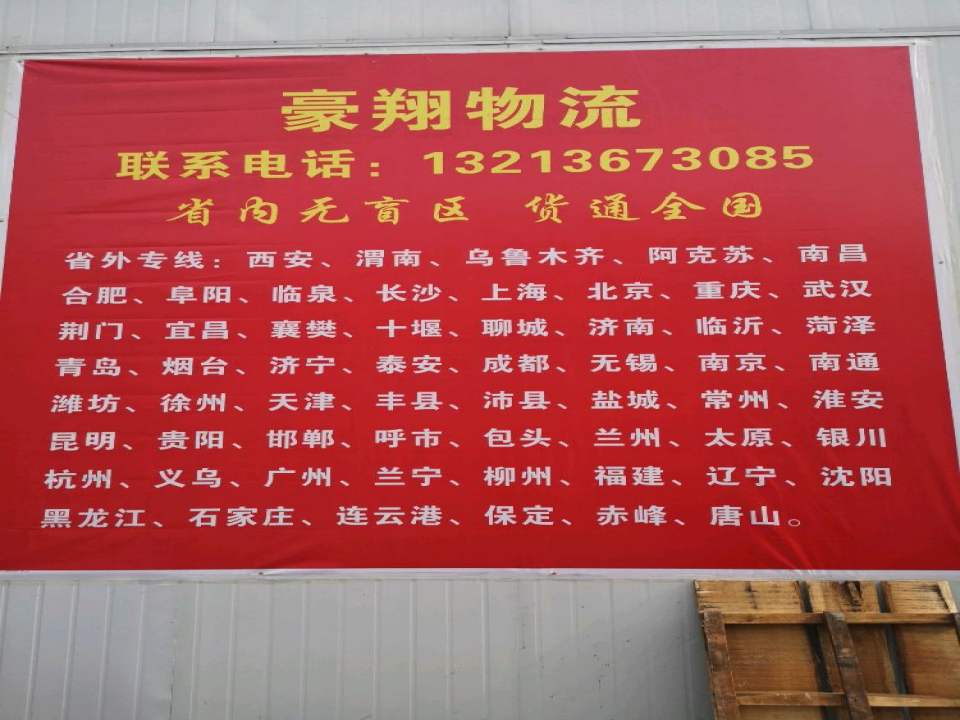 豪翔物流
联系电话：13213673085
省内无盲区 货通全国
省外专线：西安、渭南、乌鲁木齐、阿克苏、南昌
合肥、阜阳、临泉、长沙、上海、北京、重庆、武汉
荆门、宜昌、襄樊、十堰、聊城、济南、临沂、菏泽
青岛、烟台、济宁、泰安、成都、无锡、南京、南通
潍坊、徐州、天津、丰县、沛县、盐城、常州、淮安
昆明、贵阳、邯郸、呼市、包头、兰州、太原、银川
杭州、义乌、广州、兰宁、柳州、福建、辽宁、沈阳
黑龙江、石家庄、连云港、保定、赤峰、唐山。